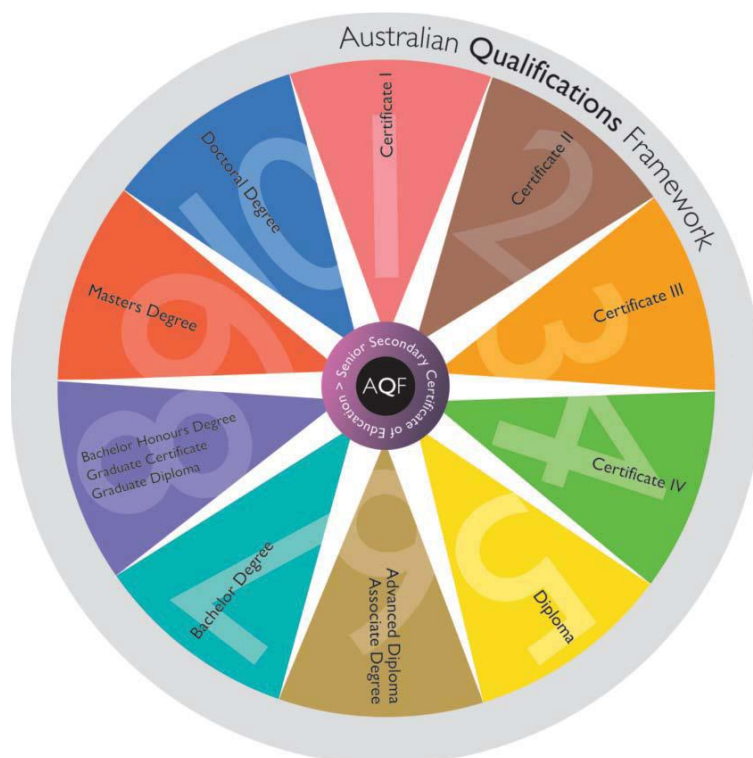 Australian Qualifications Framework
1
Certificate I
2
Certificate II
3
Certificate III
4
Certificate IV
5
Diploma
6
Advanced Diploma
Associate Degree
7
Bachelor Degree
8
Bachelor Honours Degree
Graduate Certificate
Graduate Diploma
9
Masters Degree
10
Doctoral Degree
Senior Secondary Certificate of Education >
AQF